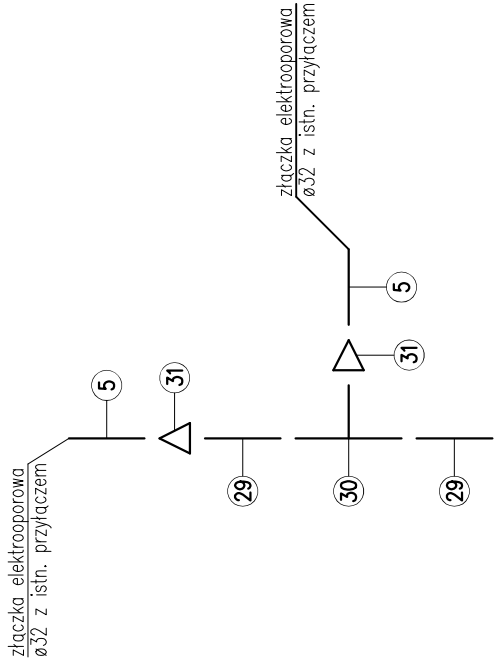 złączka elektrooporowa
ø32 z istn. przyłączem
5
31
29
30
29
31
5
złączka elektrooporowa
ø32 z istn. przyłączem